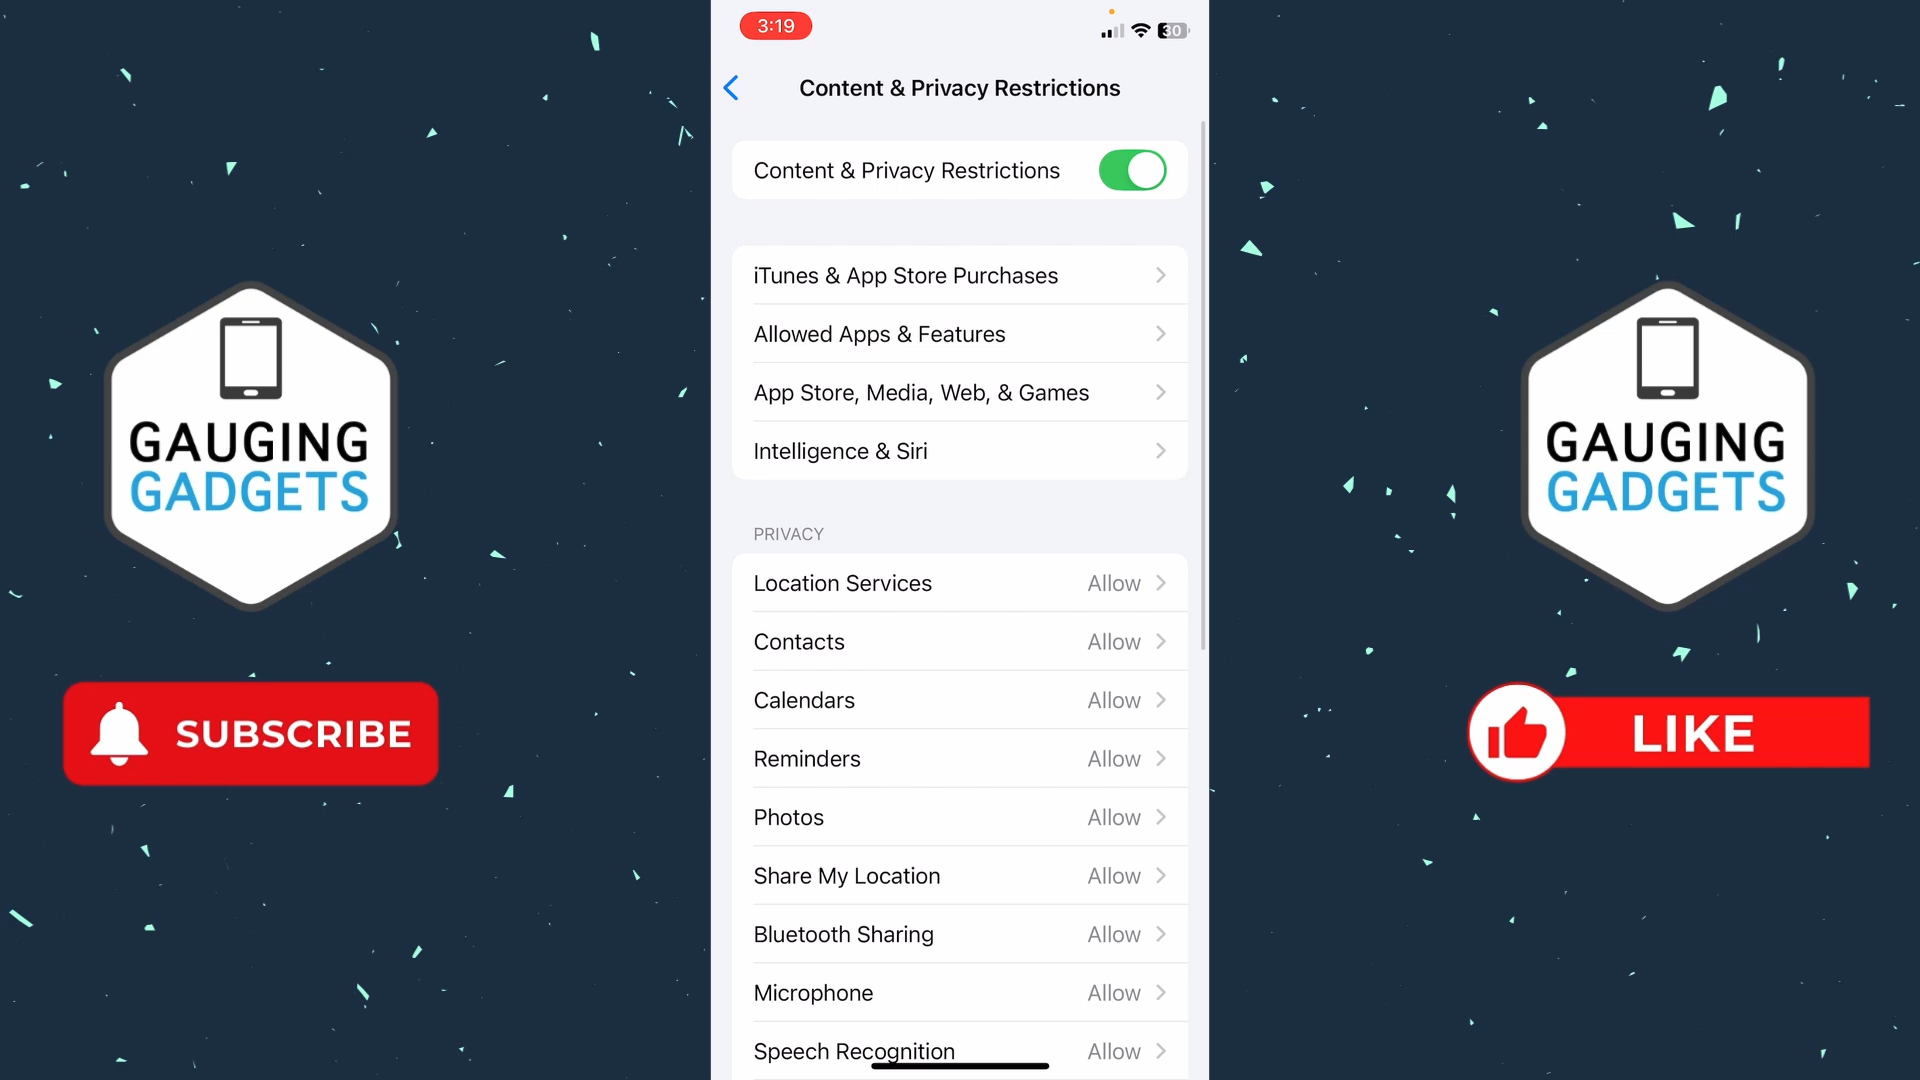 3:19
30
Content & Privacy Restrictions
Content & Privacy Restrictions
iTunes & App Store Purchases
Allowed Apps & Features
App Store, Media, Web, & Games
Intelligence & Siri
PRIVACY
Location Services Allow
Contacts Allow
Calendars Allow
Reminders Allow
Photos Allow
Share My Location Allow
Bluetooth Sharing Allow
Microphone Allow
Speech Recognition Allow
GAUGING
GADGETS
SUBSCRIBE
GAUGING
GADGETS
LIKE